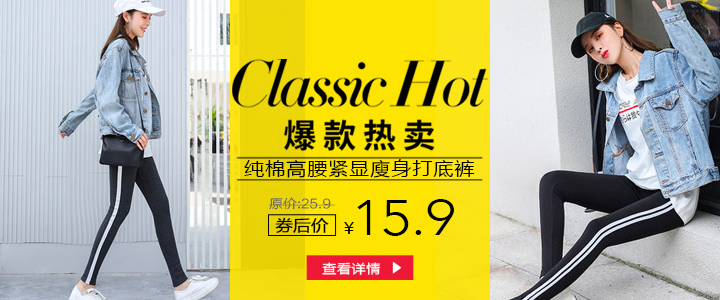 Classic Hot
爆款热卖
纯棉高腰紧显廋身打底裤
原价:25.9
券后价 ¥15.9
查看详情